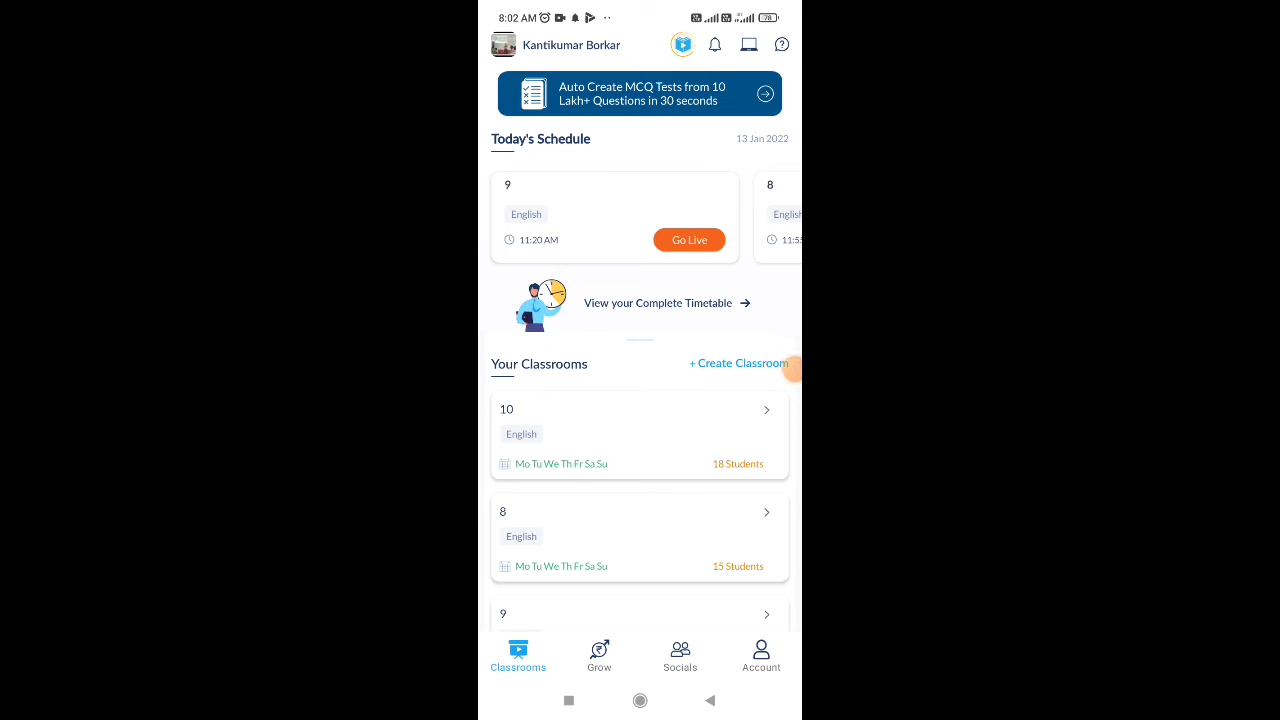 8:02 AM
78
Kantikumar Borkar
Auto Create MCQ Tests from 10
Lakh+ Questions in 30 seconds
Today's Schedule
13 Jan 2022
9
8
English
English
11:20 AM
Go Live
View your Complete Timetable
Your Classrooms
+ Create Classroom
10
English
Mo Tu We Th Fr Sa Su
18 Students
8
English
Mo Tu We Th Fr Sa Su
15 Students
9
Classrooms
Grow
Socials
Account